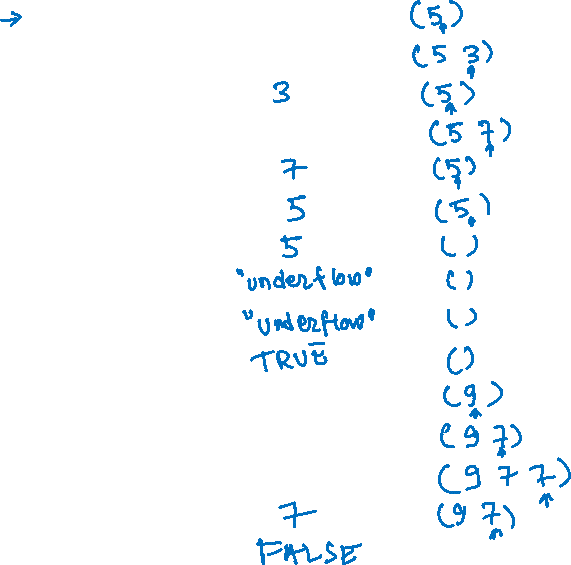 → (5)
(5 3)
3 (5)
(5 7)
7 (5)
5 (5)
5 ()
"underflow" ()
"underflow" ()
TRUE ()
(9)
(9 7)
(9 7 7)
7 (9 7)
FALSE